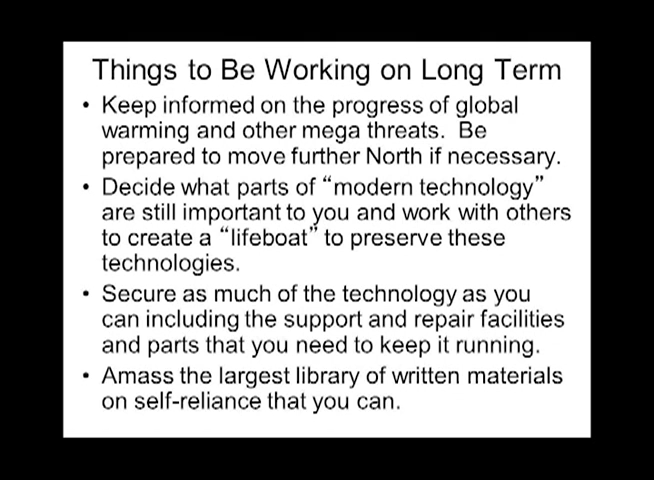 Things to Be Working on Long Term
• Keep informed on the progress of global
warming and other mega threats.  Be
prepared to move further North if necessary.
• Decide what parts of “modern technology”
are still important to you and work with others
to create a “lifeboat” to preserve these
technologies.
• Secure as much of the technology as you
can including the support and repair facilities
and parts that you need to keep it running.
• Amass the largest library of written materials
on self-reliance that you can.